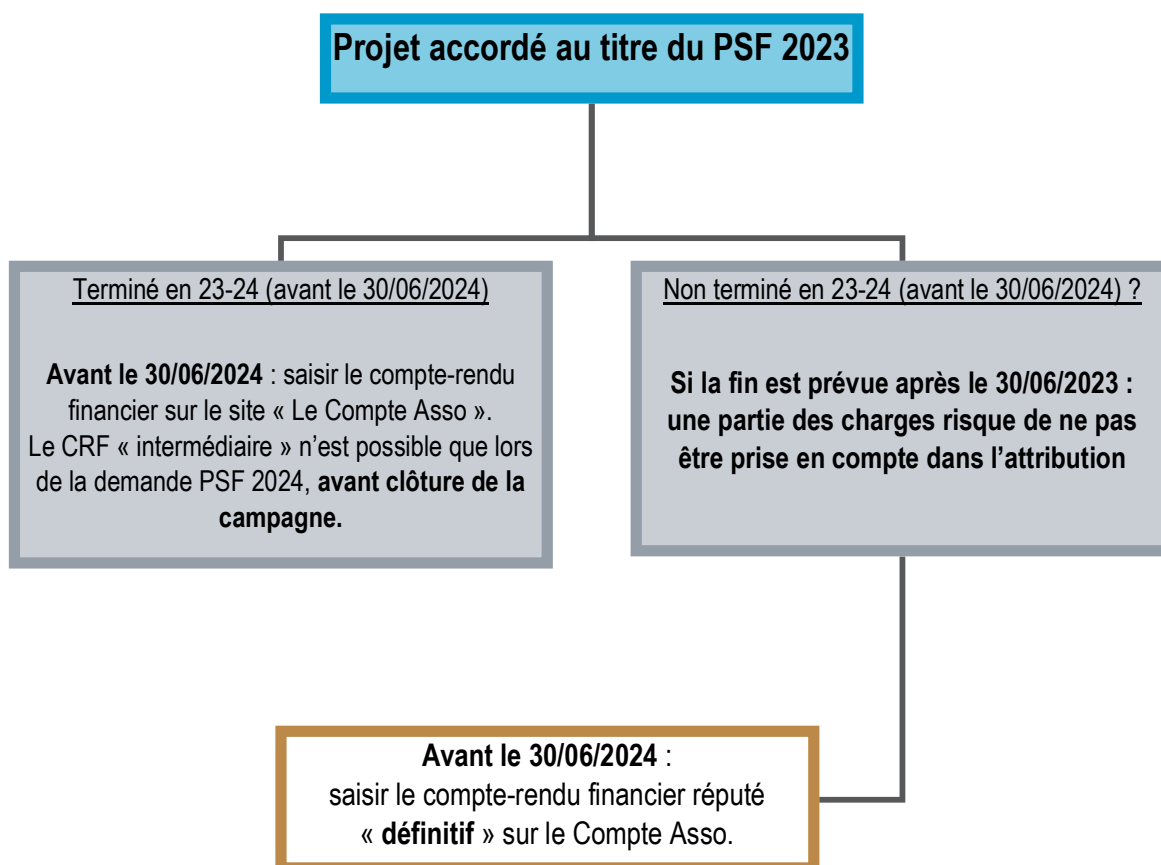 Projet accordé au titre du PSF 2023
Terminé en 23-24 (avant le 30/06/2024)
Avant le 30/06/2024 : saisir le compte-rendu
financier sur le site « Le Compte Asso ».
Le CRF « intermédiaire » n’est possible que lors
de la demande PSF 2024, avant clôture de la
campagne.
Non terminé en 23-24 (avant le 30/06/2024) ?
Si la fin est prévue après le 30/06/2023 :
une partie des charges risque de ne pas
être prise en compte dans l’attribution
Avant le 30/06/2024 :
saisir le compte-rendu financier réputé
« définitif » sur le Compte Asso.